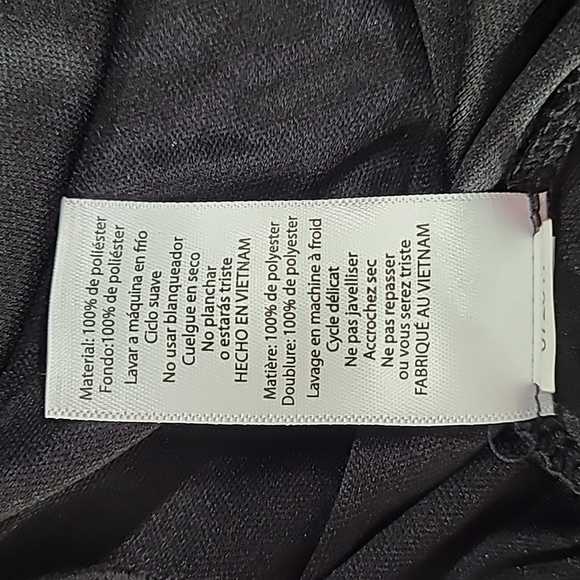 Material: 100% de poliéster
Fondo:100% de poliéster
Lavar a máquina en frío
Ciclo suave
No usar blanqueador
Cuelgue en seco
No planchar
o estarás triste
HECHO EN VIETNAM
Matière: 100% de polyester
Doublure: 100% de polyester
Lavage en machine à froid
Cycle délicat
Ne pas javelliser
Accrochez sec
Ne pas repasser
ou vous serez triste
FABRIQUÉ AU VIETNAM